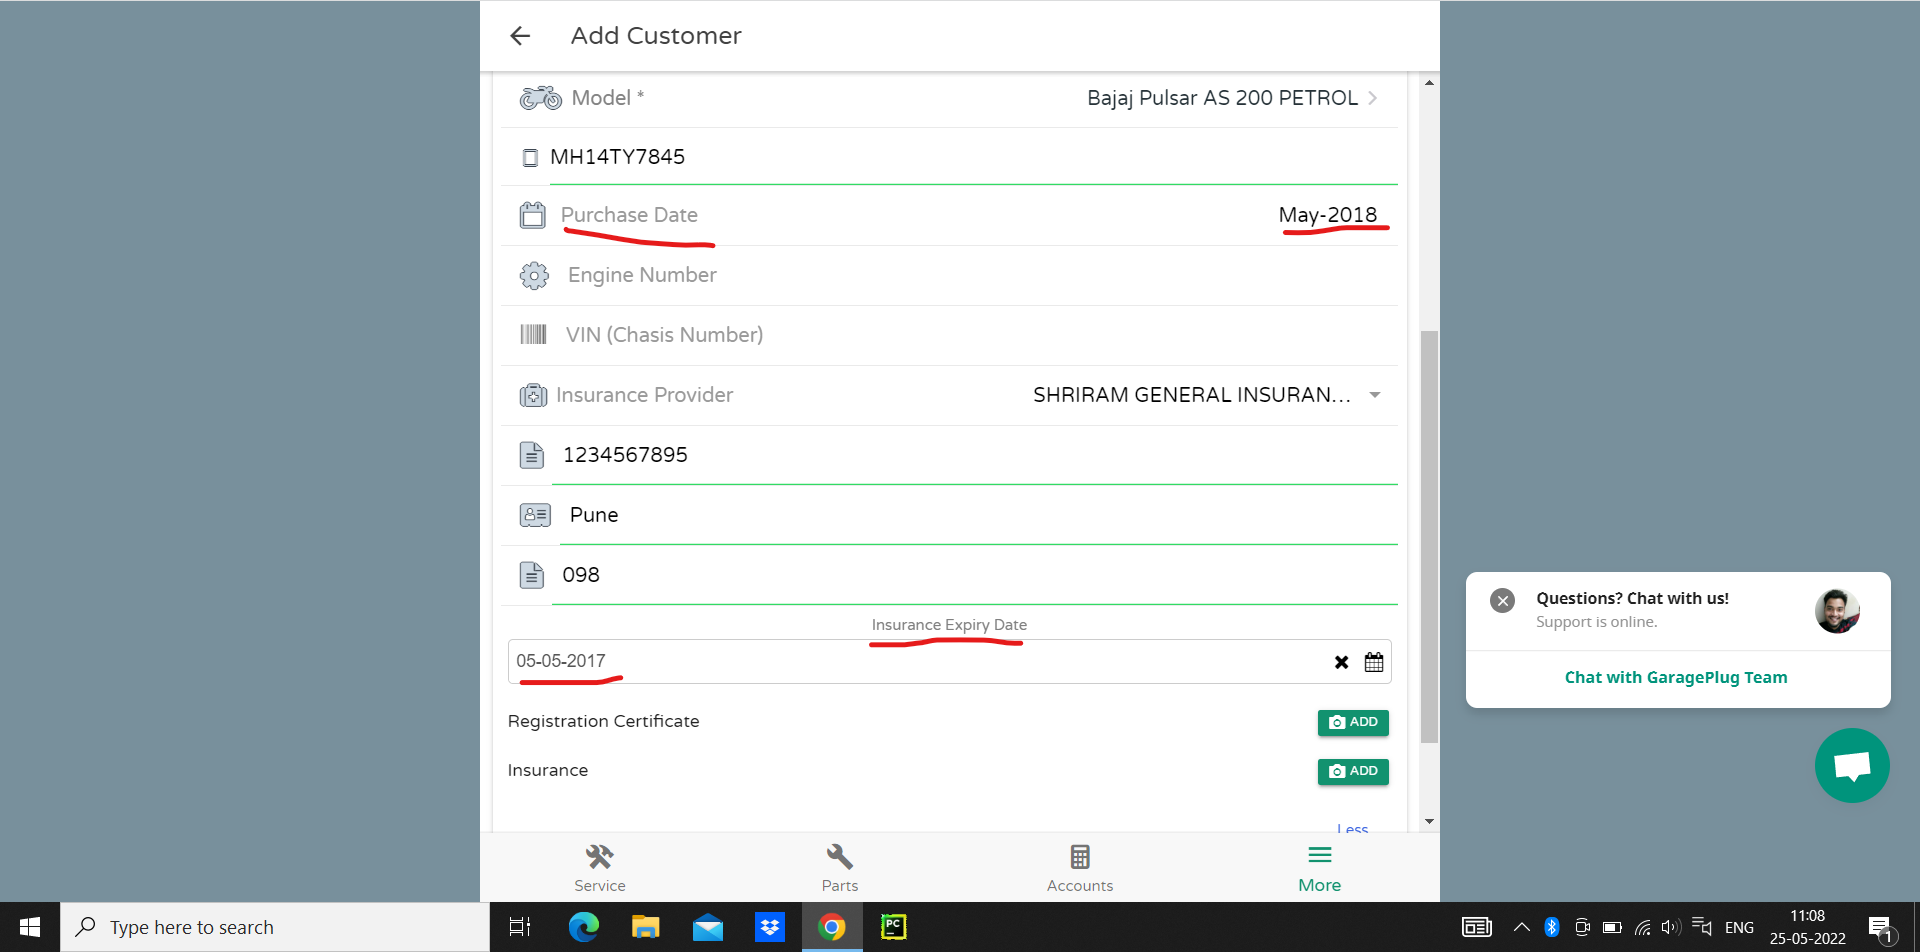 Add Customer
Model * Bajaj Pulsar AS 200 PETROL
MH14TY7845
Purchase Date May-2018
Engine Number
VIN (Chasis Number)
Insurance Provider SHRIRAM GENERAL INSURAN...
1234567895
Pune
098
Insurance Expiry Date
05-05-2017
Registration Certificate ADD
Insurance ADD
Less
Service Parts Accounts More
Questions? Chat with us!
Support is online.
Chat with GaragePlug Team
Type here to search
PC
ENG
11:08
25-05-2022
1